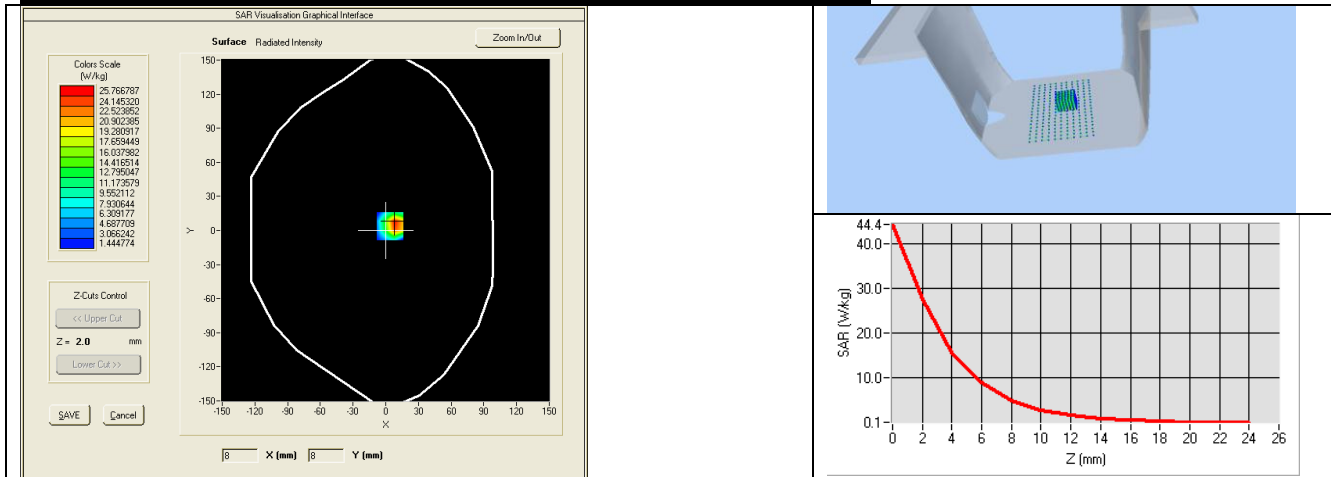 SAR Visualisation Graphical Interface
Surface Radiated Intensity
Zoom In/Out
Colors Scale
(W/kg)
25.766787
24.145320
22.523852
20.902385
19.280917
17.659449
16.037982
14.416514
12.795047
11.173579
9.552112
7.930644
6.309177
4.687709
3.066242
1.444774
Z-Cuts Control
<< Upper Cut
Z = 2.0 mm
Lower Cut >>
SAVE Cancel
150
120
90
60
30
0
-30
-60
-90
-120
-150
Y
-150 -120 -90 -60 -30 0 30 60 90 120 150
X
8 X (mm) 8 Y (mm)
44.4
40.0
30.0
20.0
10.0
0.1
SAR (W/kg)
0 2 4 6 8 10 12 14 16 18 20 22 24 26
Z (mm)